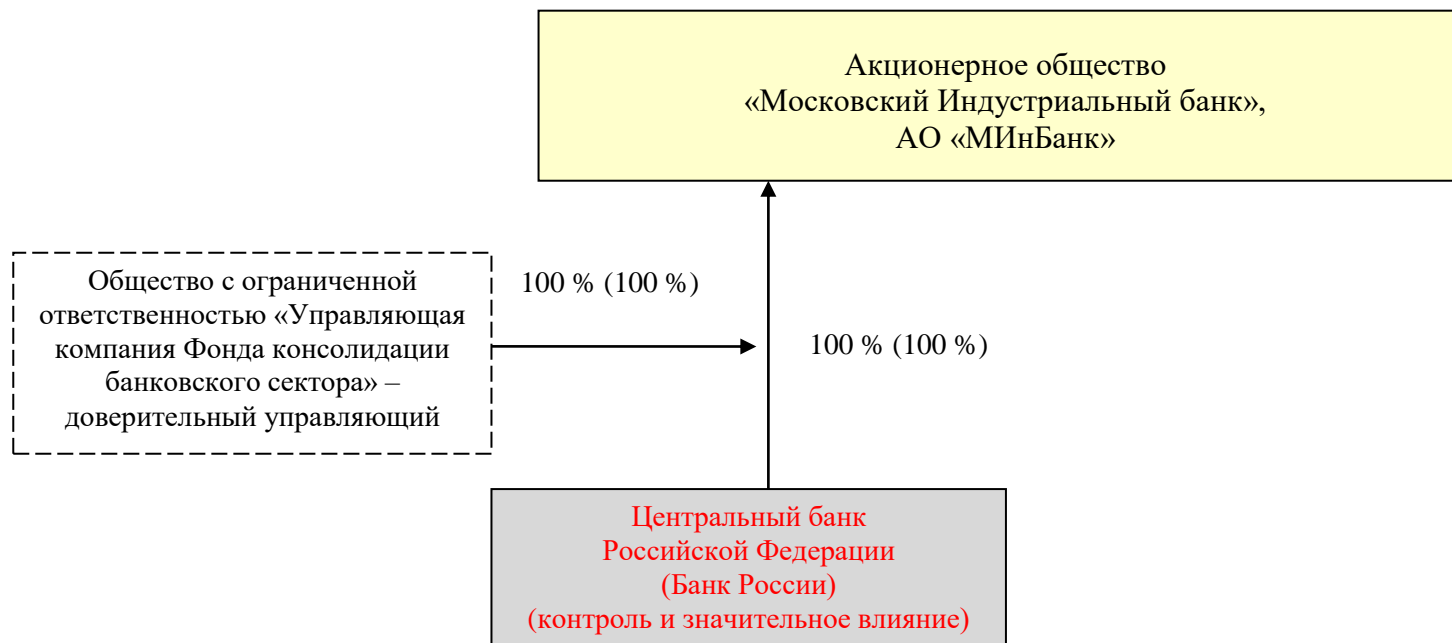 Акционерное общество
«Московский Индустриальный банк»,
АО «МИнБанк»
Общество с ограниченной
ответственностью «Управляющая
компания Фонда консолидации
банковского сектора» –
доверительный управляющий
100 % (100 %)
100 % (100 %)
Центральный банк
Российской Федерации
(Банк России)
(контроль и значительное влияние)